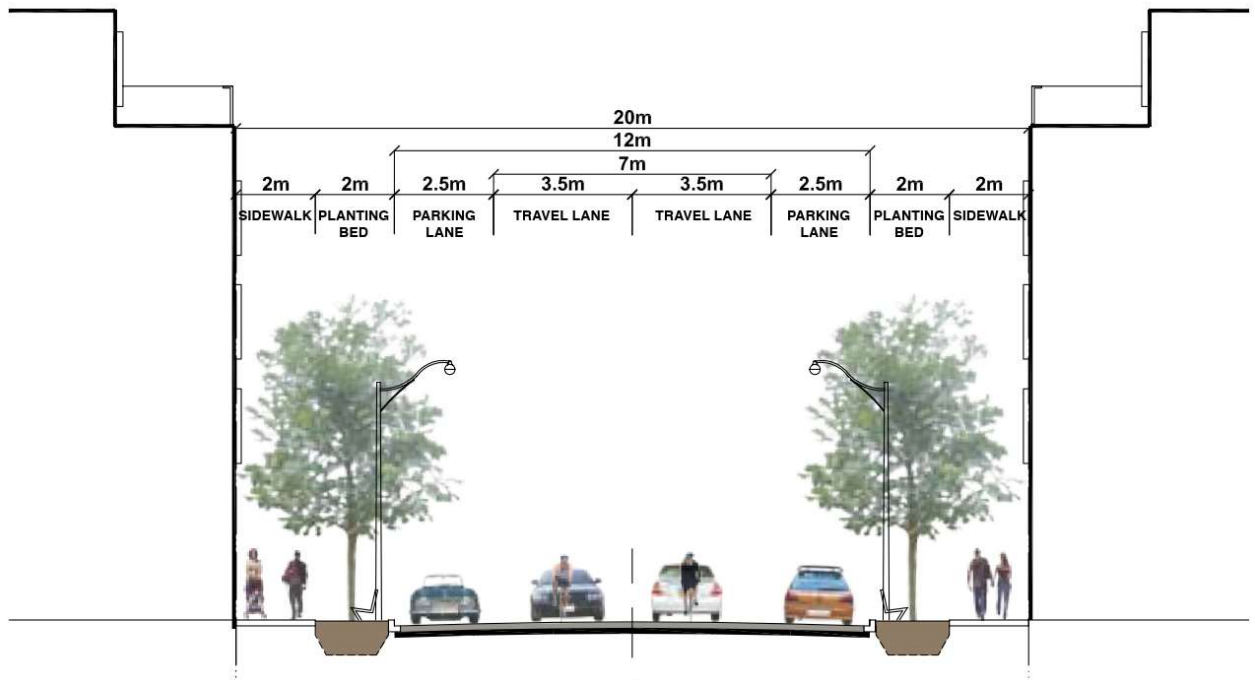 20m
12m
7m
2m 2m 2.5m 3.5m 3.5m 2.5m 2m 2m
SIDEWALK PLANTING PARKING TRAVEL LANE TRAVEL LANE PARKING PLANTING SIDEWALK
BED LANE LANE BED